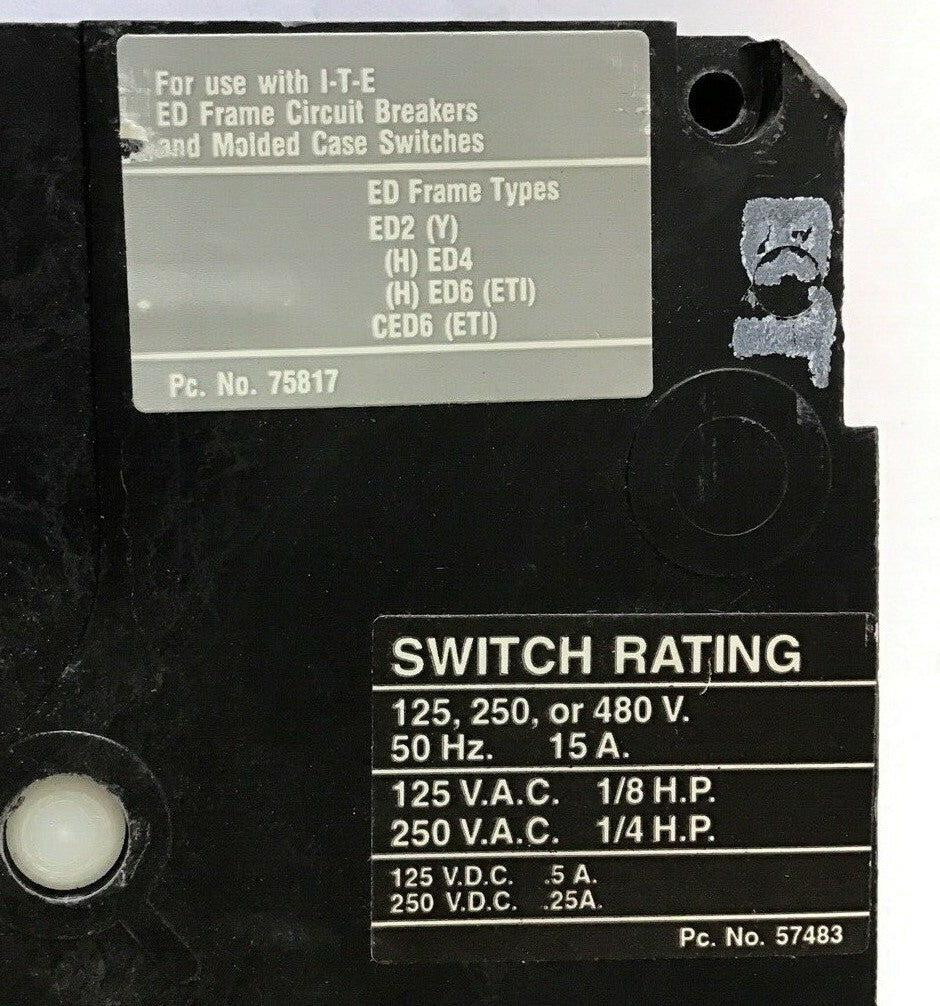 For use with I-T-E
ED Frame Circuit Breakers
and Molded Case Switches
ED Frame Types
ED2 (Y)
(H) ED4
(H) ED6 (ETI)
CED6 (ETI)
Pc. No. 75817
SWITCH RATING
125, 250, or 480 V.
50 Hz. 15 A.
125 V.A.C. 1/8 H.P.
250 V.A.C. 1/4 H.P.
125 V.D.C. .5 A.
250 V.D.C. .25A.
Pc. No. 57483